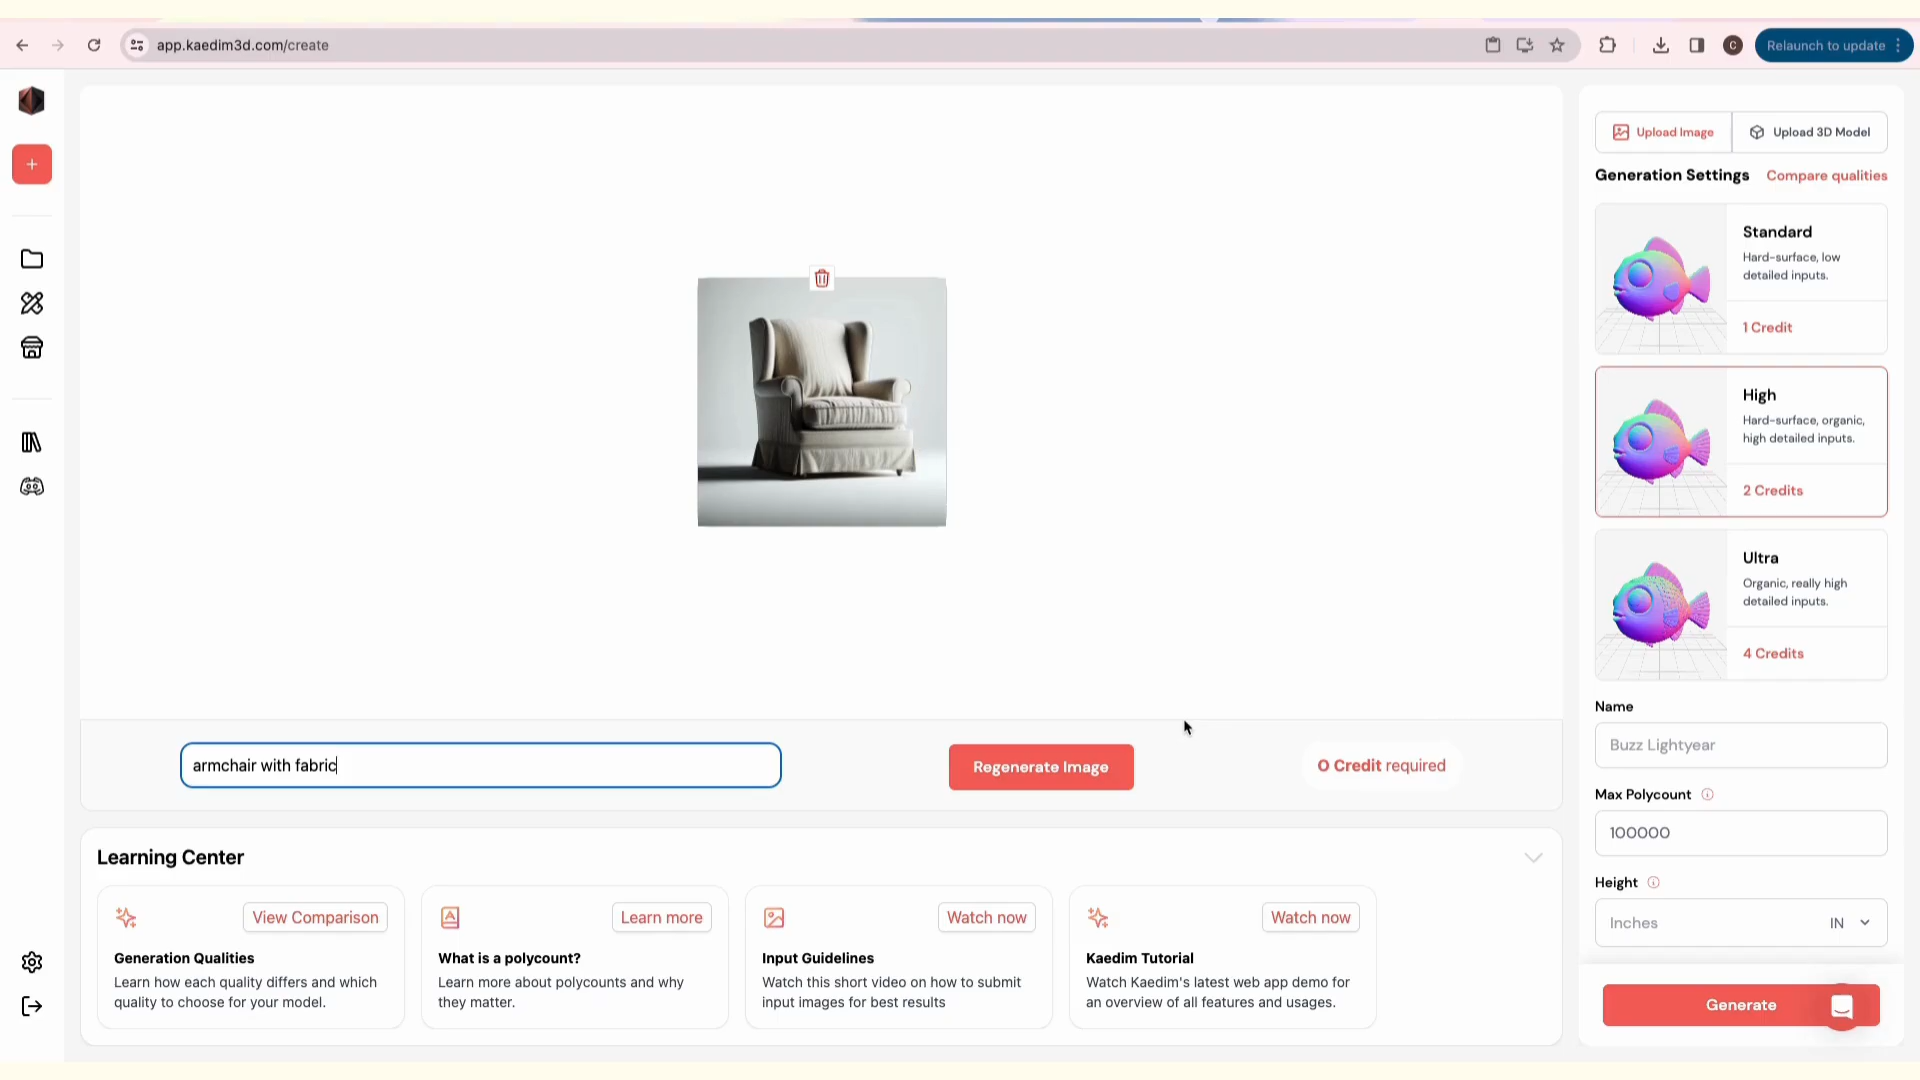 app.kaedim3d.com/create
C
Relaunch to update
Upload Image
Upload 3D Model
Generation Settings
Compare qualities
Standard
Hard-surface, low
detailed inputs.
1 Credit
High
Hard-surface, organic,
high detailed inputs.
2 Credits
Ultra
Organic, really high
detailed inputs.
4 Credits
Name
Buzz Lightyear
Max Polycount
100000
Height
Inches
IN
Generate
armchair with fabric
Regenerate Image
0 Credit required
Learning Center
View Comparison
Generation Qualities
Learn how each quality differs and which
quality to choose for your model.
Learn more
What is a polycount?
Learn more about polycounts and why
they matter.
Watch now
Input Guidelines
Watch this short video on how to submit
input images for best results
Watch now
Kaedim Tutorial
Watch Kaedim's latest web app demo for
an overview of all features and usages.